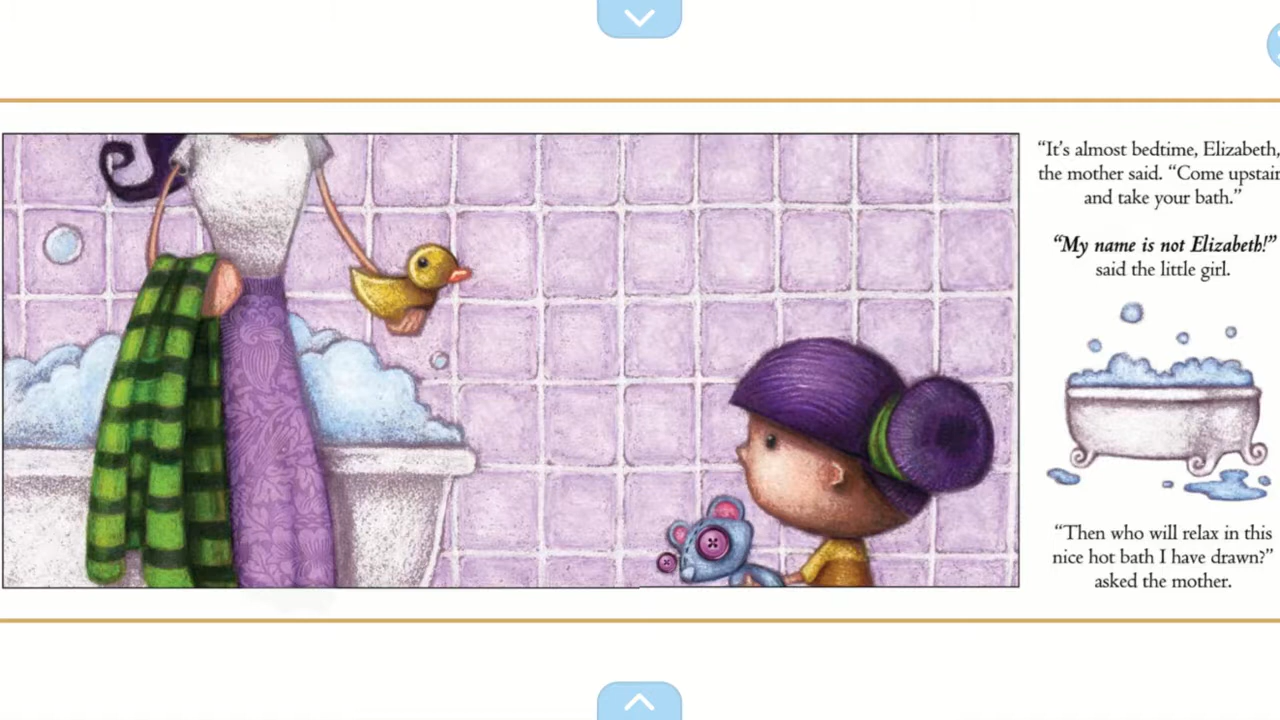 “It’s almost bedtime, Elizabeth,
the mother said. “Come upstair
and take your bath.”
“My name is not Elizabeth!”
said the little girl.
“Then who will relax in this
nice hot bath I have drawn?”
asked the mother.